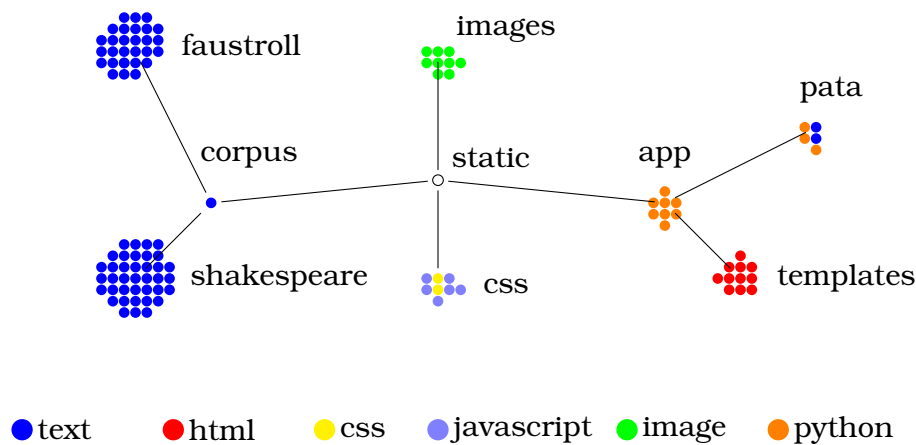 images
faustroll
pata
corpus
static
app
shakespeare
css
templates
text
html
css
javascript
image
python